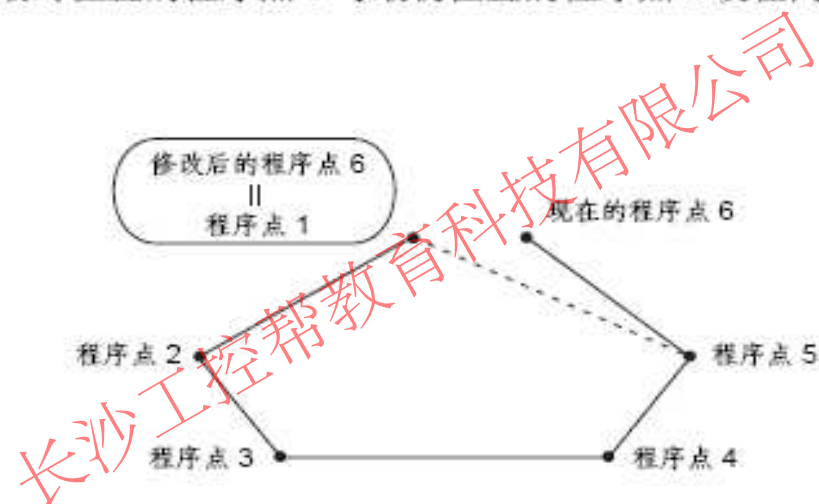 修改后的程序点 6
II
程序点 1
现在的程序点 6
程序点 2
程序点 5
程序点 3
程序点 4
长沙工控帮教育科技有限公司